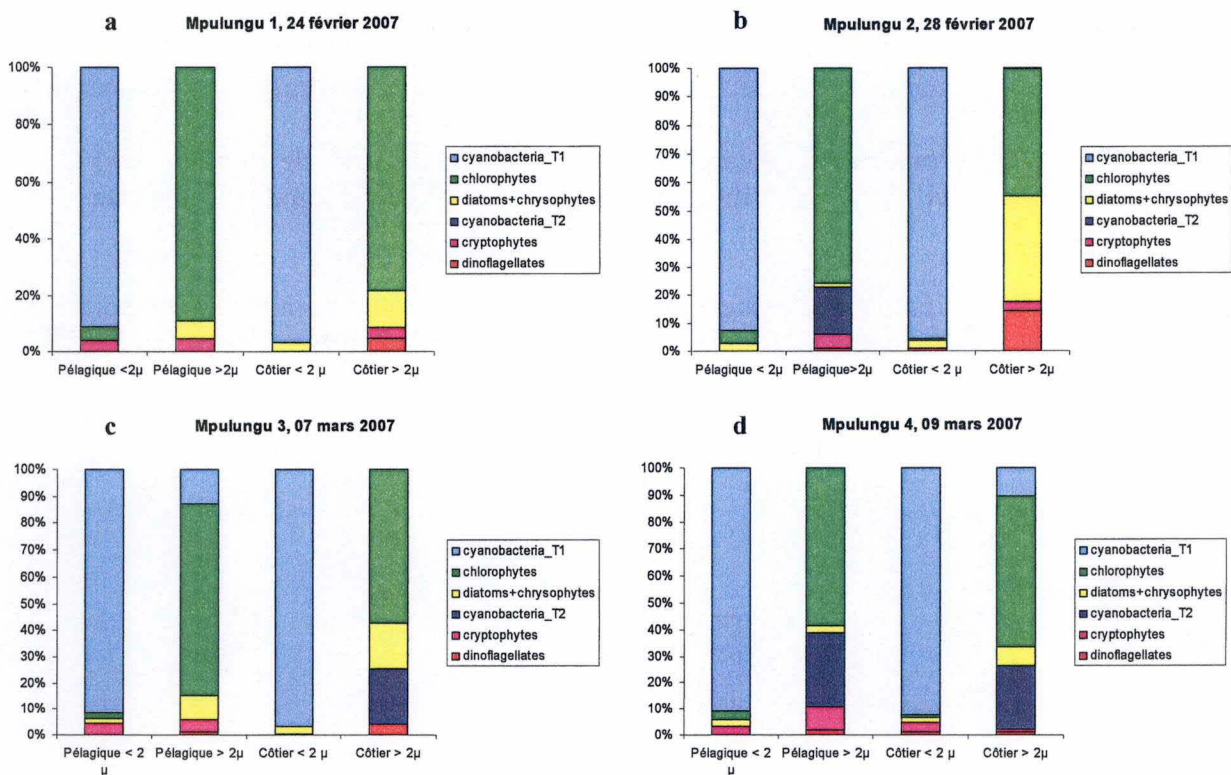 a
Mpulungu 1, 24 février 2007
100%
80%
60%
40%
20%
0%
Pélagique <2µ
Pélagique >2µ
Côtier < 2 µ
Côtier > 2µ
cyanobacteria_T1
chlorophytes
diatoms+chrysophytes
cyanobacteria_T2
cryptophytes
dinoflagellates
b
Mpulungu 2, 28 février 2007
100%
90%
80%
70%
60%
50%
40%
30%
20%
10%
0%
Pélagique < 2µ
Pélagique>2µ
Côtier < 2 µ
Côtier > 2µ
cyanobacteria_T1
chlorophytes
diatoms+chrysophytes
cyanobacteria_T2
cryptophytes
dinoflagellates
c
Mpulungu 3, 07 mars 2007
100%
90%
80%
70%
60%
50%
40%
30%
20%
10%
0%
Pélagique < 2
µ
Pélagique > 2µ
Côtier < 2 µ
Côtier > 2µ
cyanobacteria_T1
chlorophytes
diatoms+chrysophytes
cyanobacteria_T2
cryptophytes
dinoflagellates
d
Mpulungu 4, 09 mars 2007
100%
90%
80%
70%
60%
50%
40%
30%
20%
10%
0%
Pélagique < 2
µ
Pélagique > 2µ
Côtier < 2 µ
Côtier > 2µ
cyanobacteria_T1
chlorophytes
diatoms+chrysophytes
cyanobacteria_T2
cryptophytes
dinoflagellates